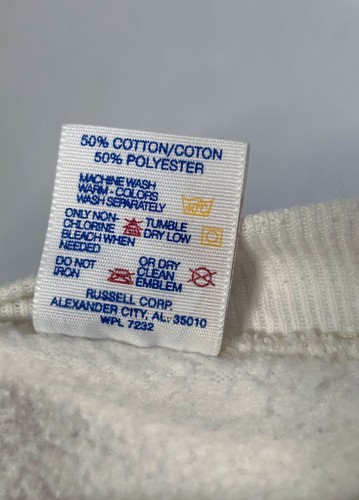 50% COTTON/COTON
50% POLYESTER
MACHINE WASH
WARM - COLORS
WASH SEPARATELY
ONLY NON-
CHLORINE
BLEACH WHEN
NEEDED
TUMBLE
DRY LOW
DO NOT
IRON
OR DRY
CLEAN
EMBLEM
RUSSELL CORP.
ALEXANDER CITY, AL. 35010
WPL 7232